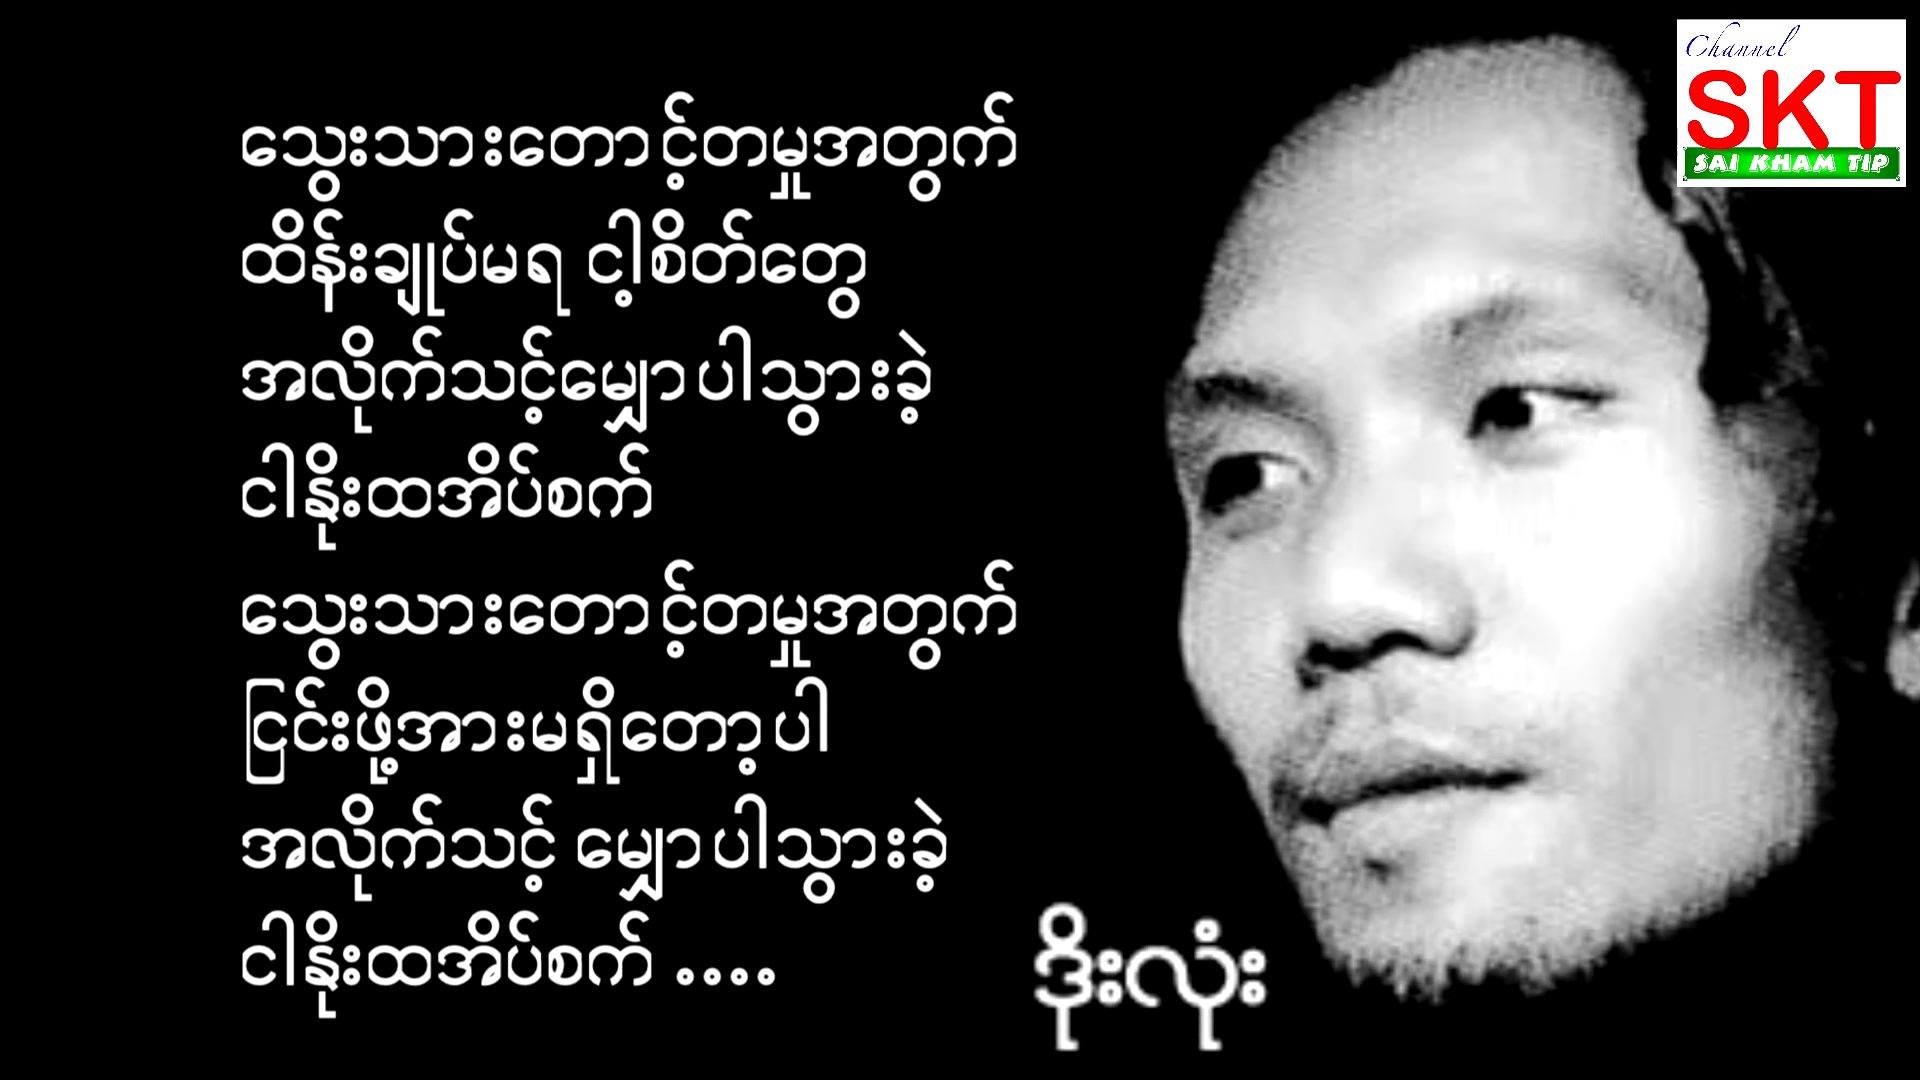 Channel
SKT
SAI KHAM TIP
သွေးသားတောင့်တမှုအတွက်
ထိန်းချုပ်မရ ငါ့စိတ်တွေ
အလိုက်သင့်မျှောပါသွားခဲ့
ငါနိုးထအိပ်စက်
သွေးသားတောင့်တမှုအတွက်
ငြင်းဖို့အားမရှိတော့ပါ
အလိုက်သင့် မျှောပါသွားခဲ့
ငါနိုးထအိပ်စက် ....
ဒိုးလုံး